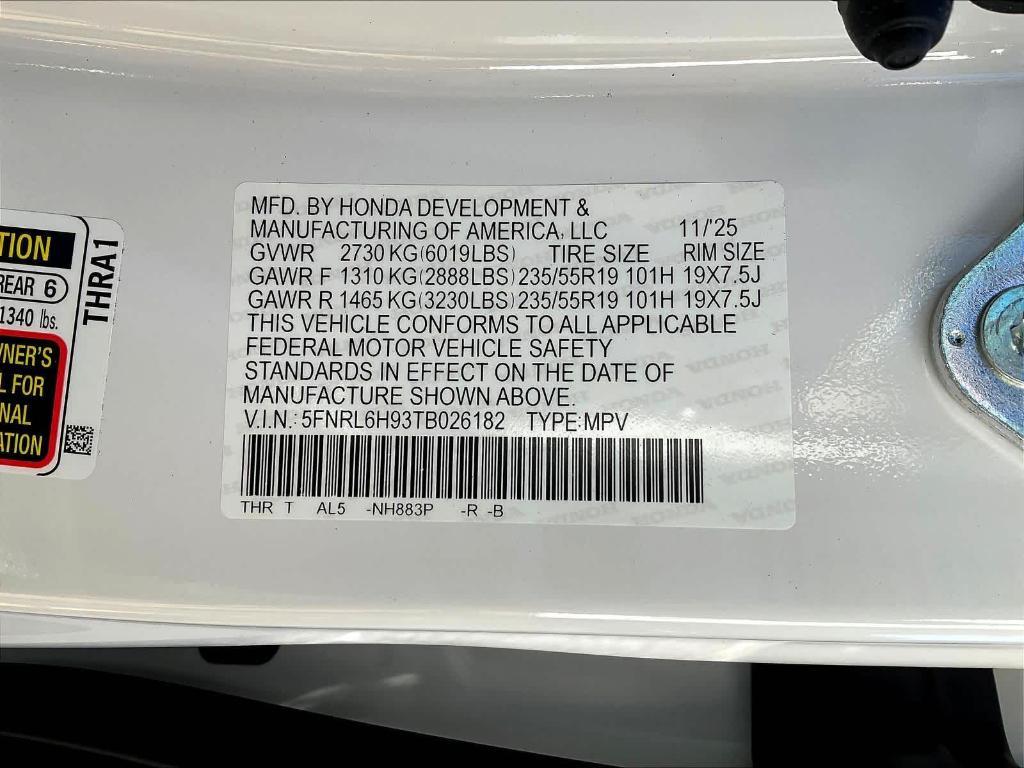 TION
REAR 6
1340 lbs.
WNER'S
L FOR
NAL
ATION
THRA1
MFD. BY HONDA DEVELOPMENT &
MANUFACTURING OF AMERICA, LLC 11/'25
GVWR 2730 KG(6019LBS) TIRE SIZE RIM SIZE
GAWR F 1310 KG(2888LBS) 235/55R19 101H 19X7.5J
GAWR R 1465 KG(3230LBS) 235/55R19 101H 19X7.5J
THIS VEHICLE CONFORMS TO ALL APPLICABLE
FEDERAL MOTOR VEHICLE SAFETY
STANDARDS IN EFFECT ON THE DATE OF
MANUFACTURE SHOWN ABOVE.
V.I.N.: 5FNRL6H93TB026182 TYPE:MPV
THR T AL5 -NH883P -R -B